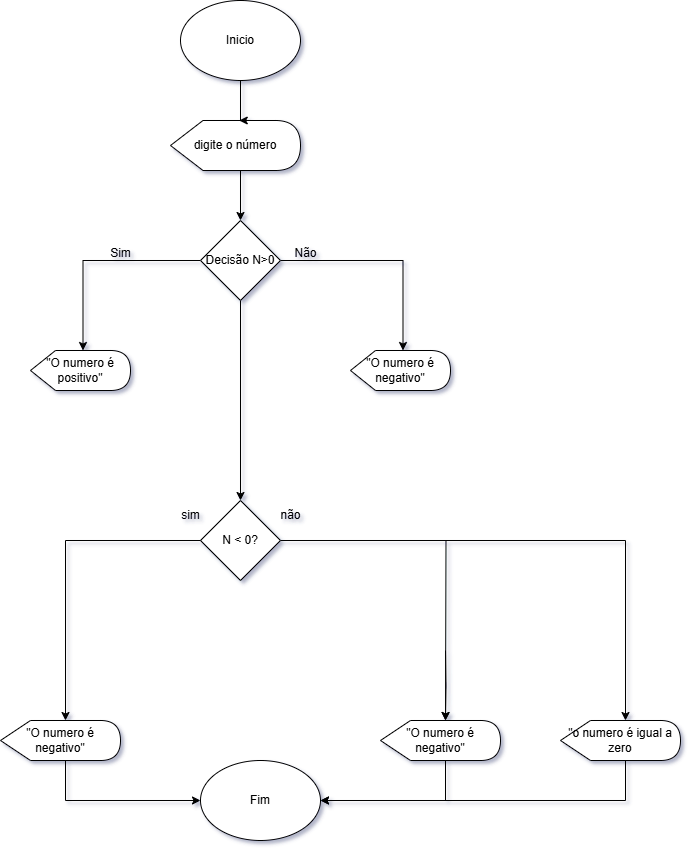 Inicio
digite o número
Sim
Decisão N>0
Não
"O numero é
positivo"
"O numero é
negativo"
sim
não
N < 0?
"O numero é
negativo"
"O numero é
negativo"
"o numero é igual a
zero
Fim